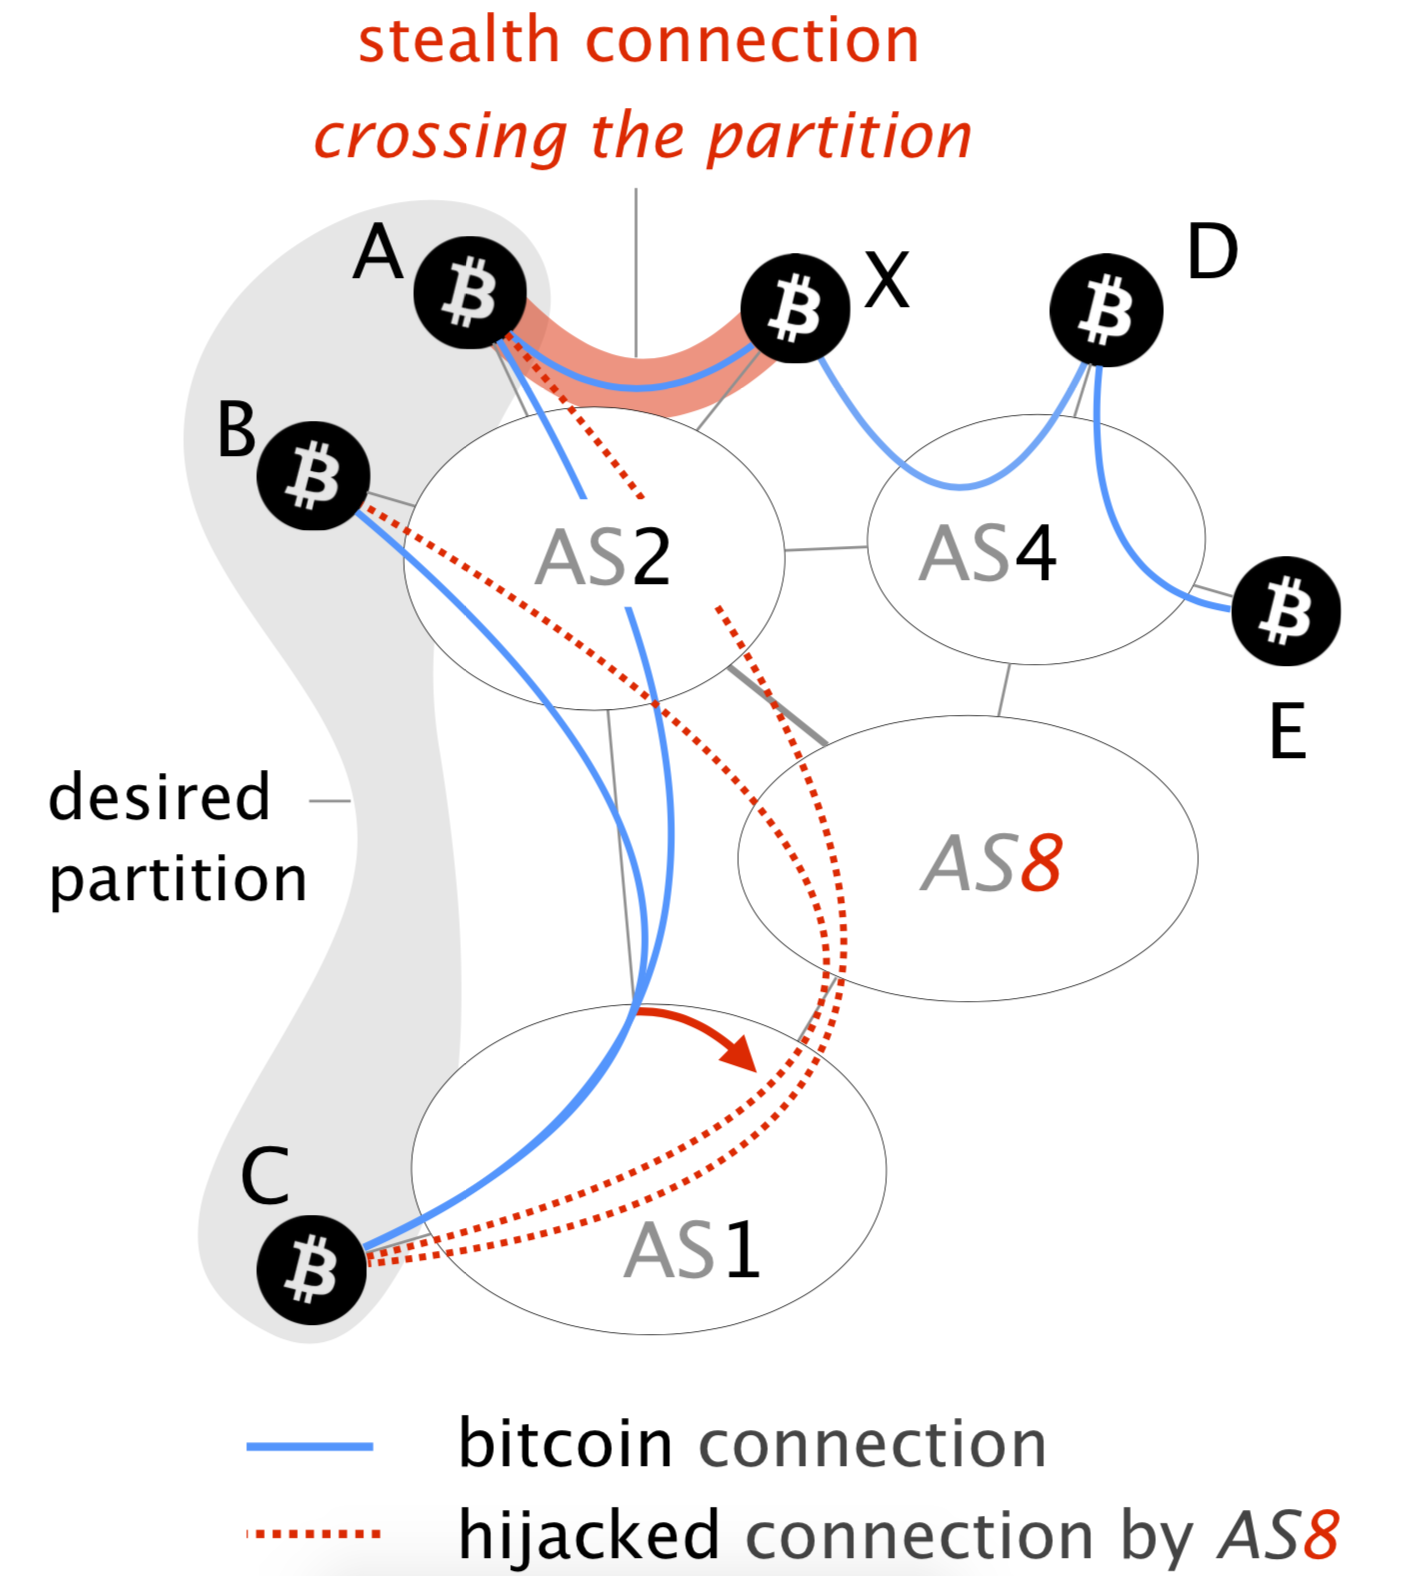 stealth connection
crossing the partition
A
X
D
B
AS2
AS4
E
desired
partition
AS8
C
AS1
bitcoin connection
hijacked connection by AS8